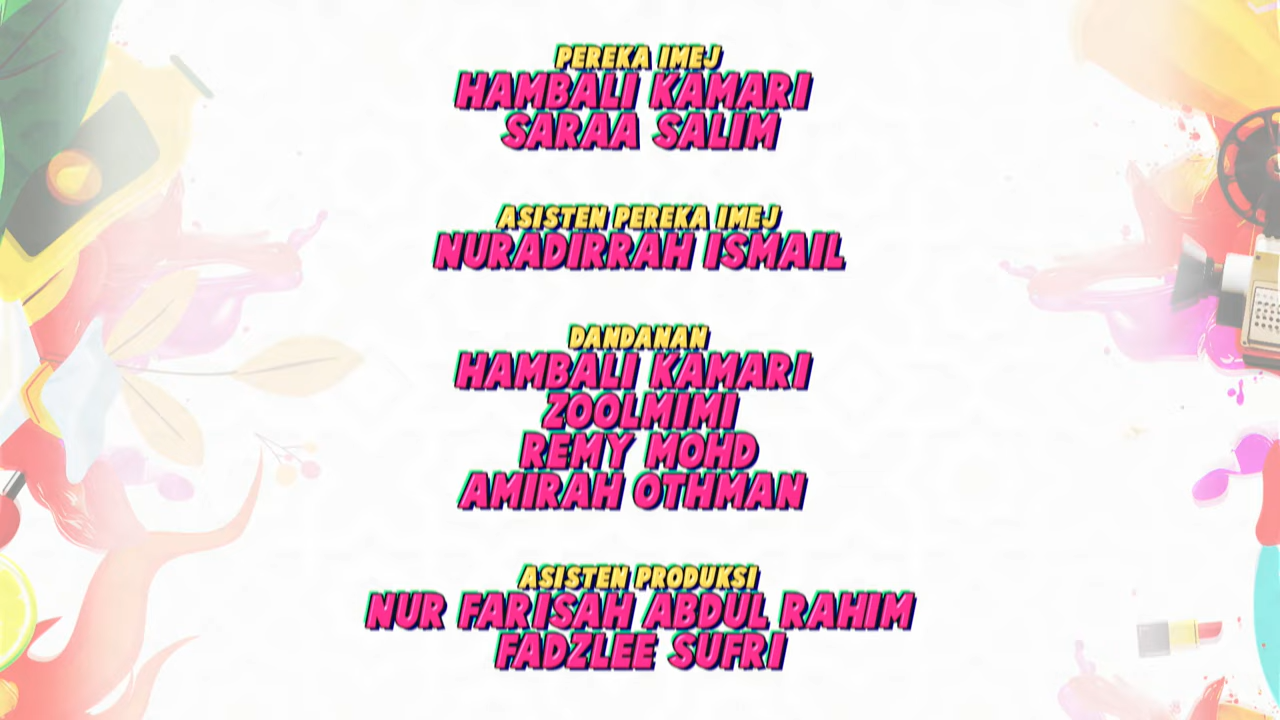 PEREKA IMEJ
HAMBALI KAMARI
SARAA SALIM
ASISTEN PEREKA IMEJ
NURADIRRAH ISMAIL
DANDANAN
HAMBALI KAMARI
ZOOLMIMI
REMY MOHD
AMIRAH OTHMAN
ASISTEN PRODUKSI
NUR FARISAH ABDUL RAHIM
FADZLEE SUFRI